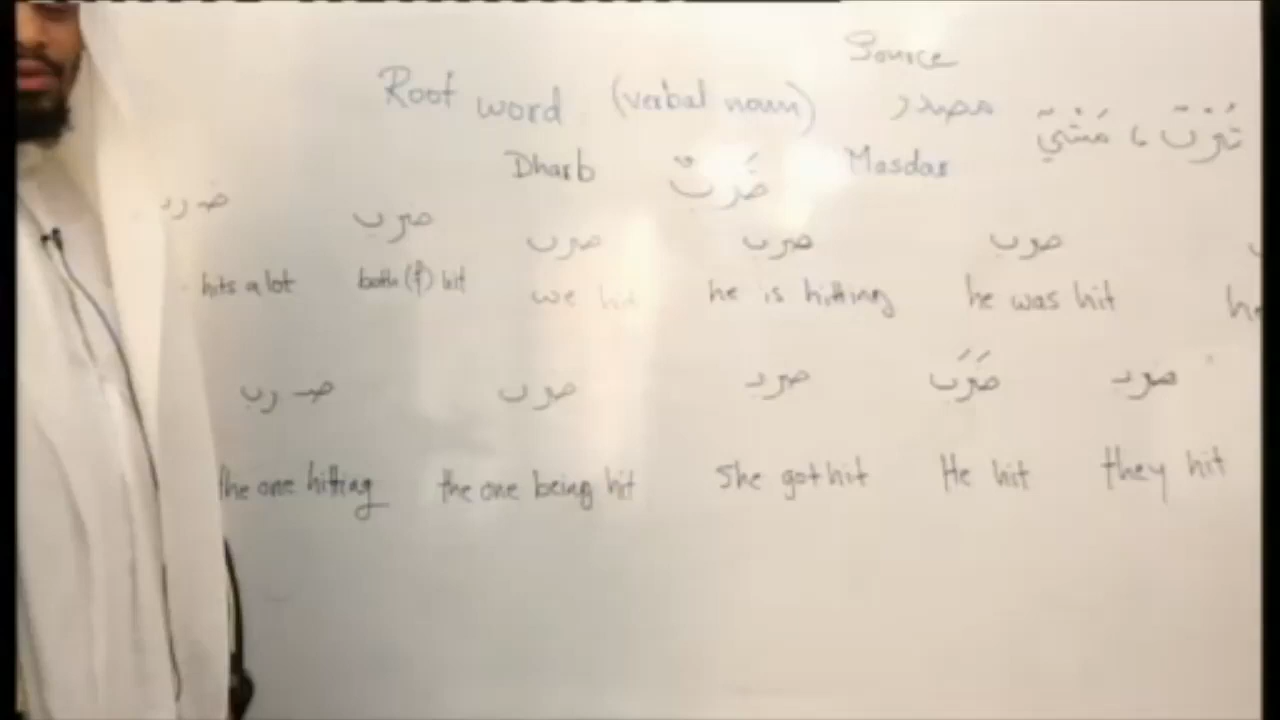 Source
Root word (verbal noun) مصدر
Dharb ضَرْبٌ Masdar
ضرب ضرب ضرب ضرب
hits a lot both (f) hit we hit he is hitting he was hit
ضرب ضرب ضرب ضَرَب ضرب
the one hitting the one being hit She got hit He hit they hit